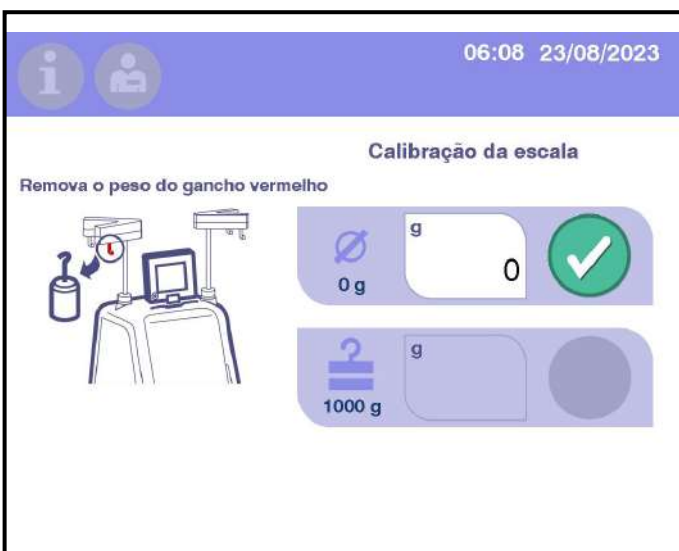 06:08 23/08/2023
Calibração da escala
Remova o peso do gancho vermelho
g
0
0 g
g
1000 g